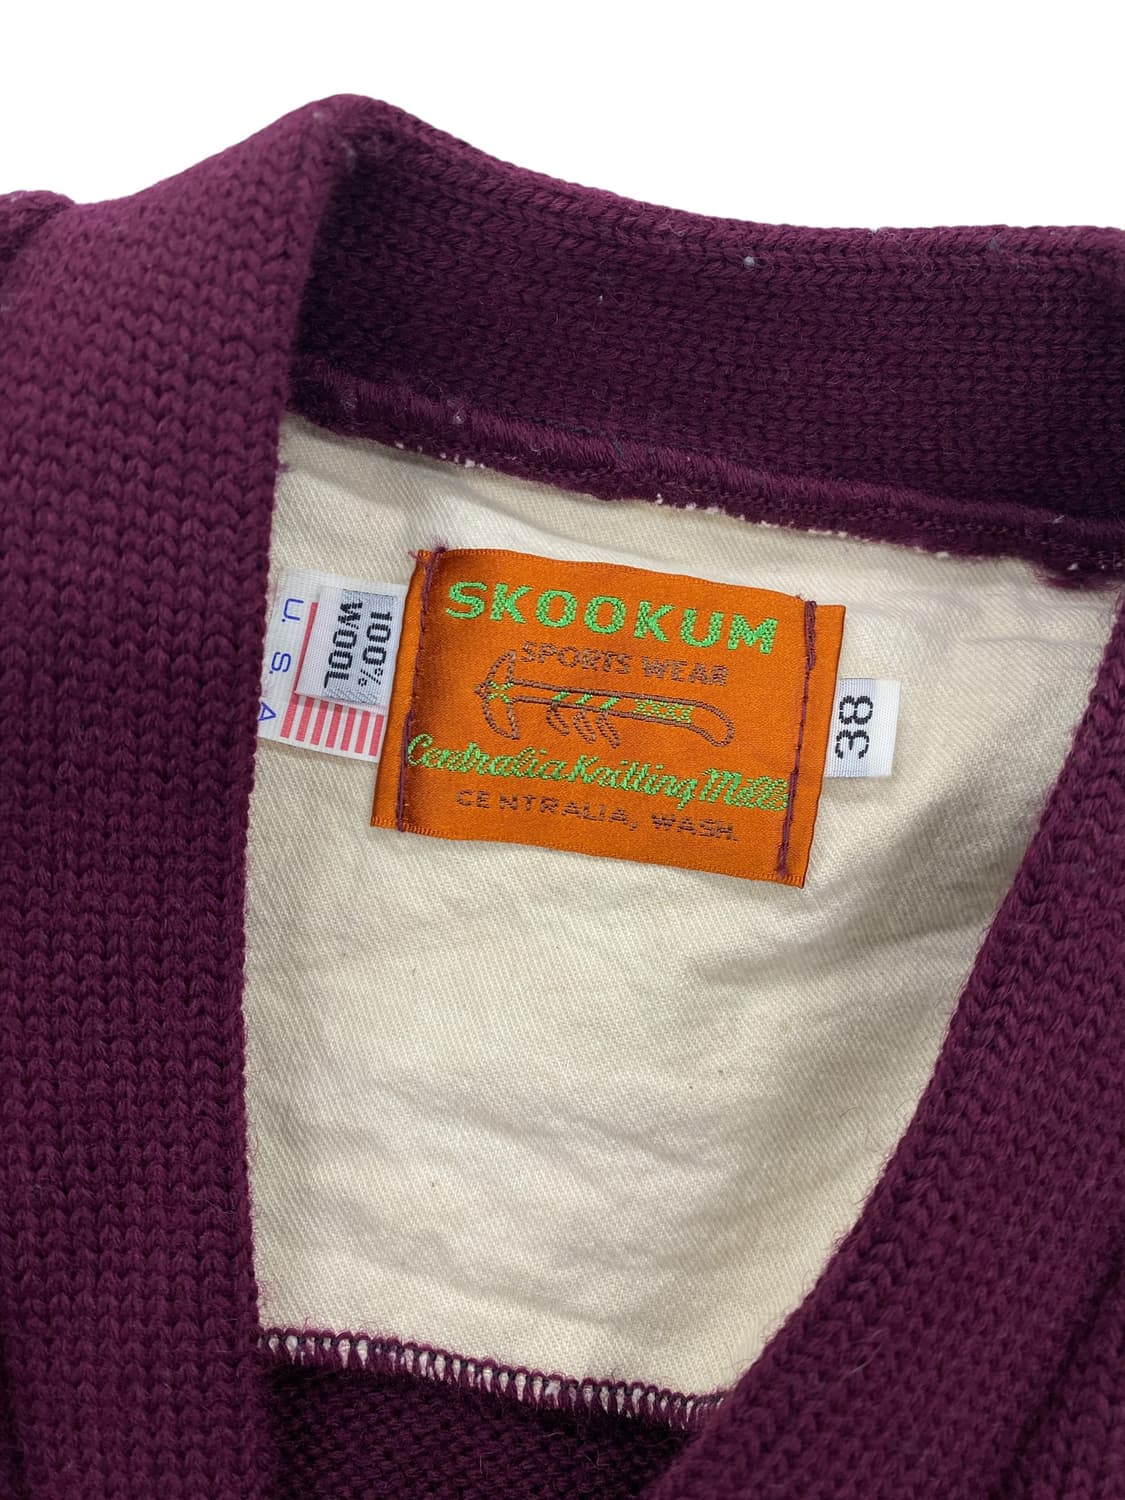 SKOOKUM
SPORTS WEAR
Centralia Knitting Mills
CENTRALIA, WASH.
100%
WOOL
U. S. A
38